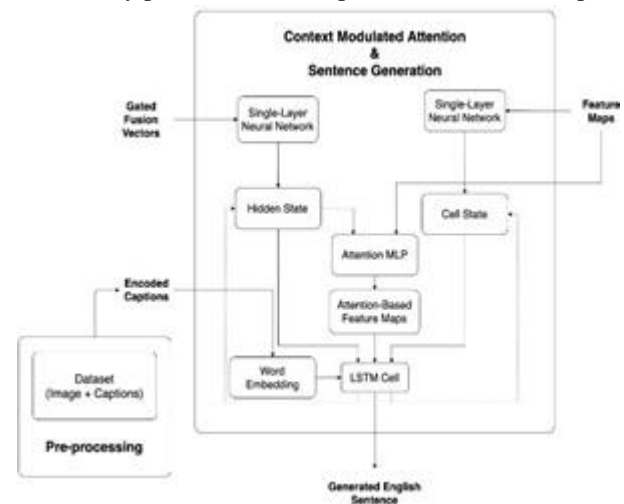 Context Modulated Attention
&
Sentence Generation
Gated
Fusion
Vectors
Single-Layer
Neural Network
Single-Layer
Neural Network
Feature
Maps
Hidden State
Cell State
Attention MLP
Encoded
Captions
Attention-Based
Feature Maps
Word
Embedding
LSTM Cell
Dataset
(Image + Captions)
Pre-processing
Generated English
Sentence